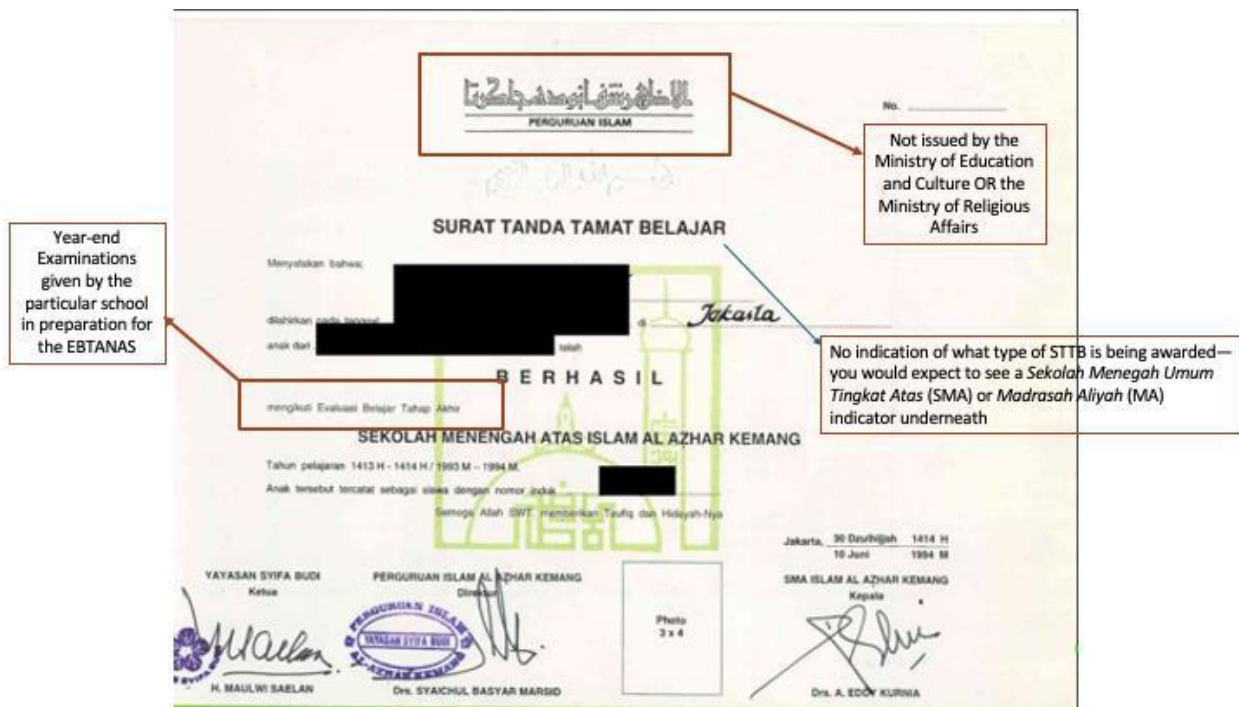 PERGURUAN ISLAM
No.
Not issued by the
Ministry of Education
and Culture OR the
Ministry of Religious
Affairs
SURAT TANDA TAMAT BELAJAR
Year-end
Examinations
given by the
particular school
in preparation for
the EBTANAS
Menyatakan bahwa;
dilahirkan pada tanggal
di Jakarta
anak dari
telah
No indication of what type of STTB is being awarded—
you would expect to see a Sekolah Menegah Umum
Tingkat Atas (SMA) or Madrasah Aliyah (MA)
indicator underneath
BERHASIL
mengikuti Evaluasi Belajar Tahap Akhir
SEKOLAH MENENGAH ATAS ISLAM AL AZHAR KEMANG
Tahun pelajaran 1413 H - 1414 H / 1993 M – 1994 M.
Anak tersebut tercatat sebagai siswa dengan nomor induk
Semoga Allah SWT. memberikan Taufiq dan Hidayah-Nya
Jakarta, 30 Dzulhijjah 1414 H
10 Juni 1994 M
YAYASAN SYIFA BUDI
Ketua
PERGURUAN ISLAM AL AZHAR KEMANG
Direktur
SMA ISLAM AL AZHAR KEMANG
Kepala
Photo
3 x 4
PERGURUAN ISLAM
YAYASAN SYIFA BUDI
AL-AZHAR KEMANG
H. MAULWI SAELAN
Drs. SYAICHUL BASYAR MARSID
Drs. A. EDDY KURNIA